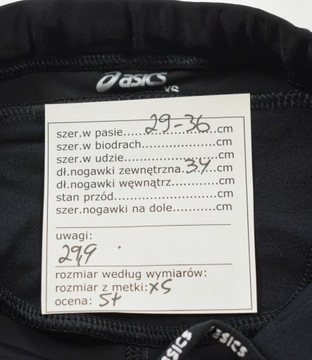 asics
XS
szer.w pasie 29-36 cm
szer.w biodrach..............cm
szer.w udzie....................cm
dł.nogawki zewnętrzna 34 cm
dł.nogawki wewnątrz..........cm
stan przód.......................cm
szer.nogawki na dole.........cm
uwagi:
2999
rozmiar według wymiarów:
rozmiar z metki: XS
ocena: 5+
asics